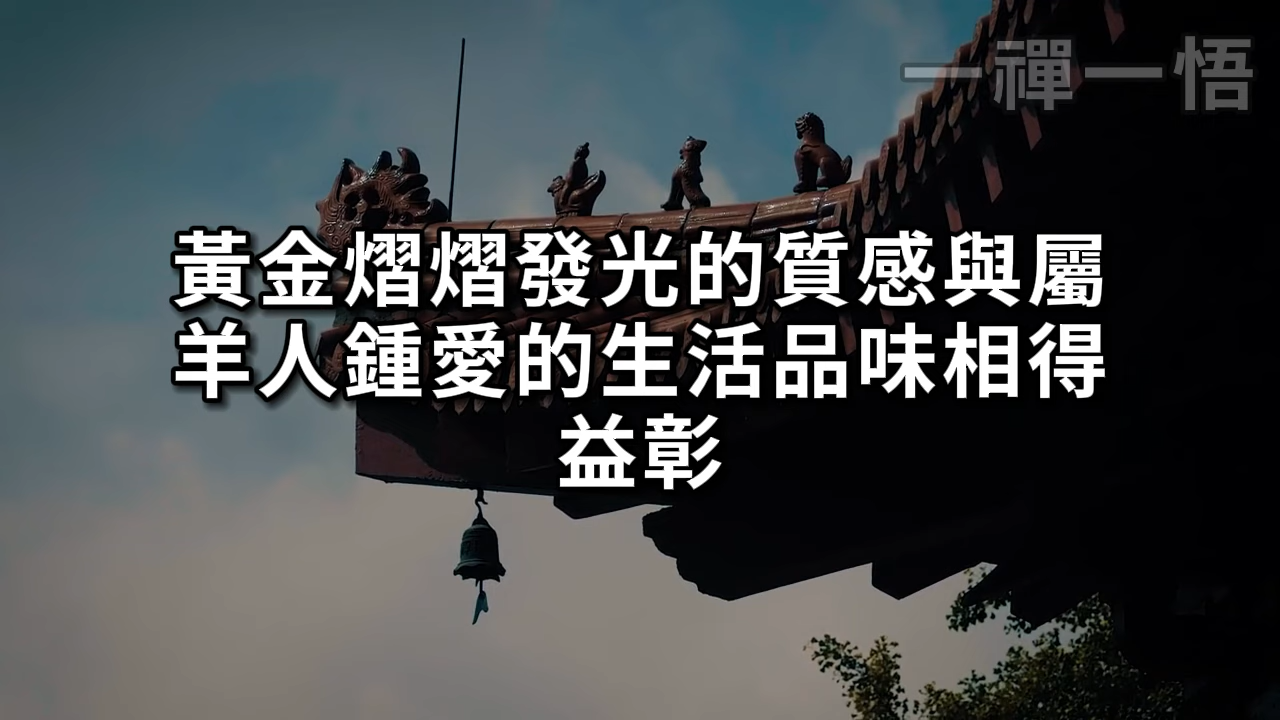 一禪一悟
黃金熠熠發光的質感與屬
羊人鍾愛的生活品味相得
益彰